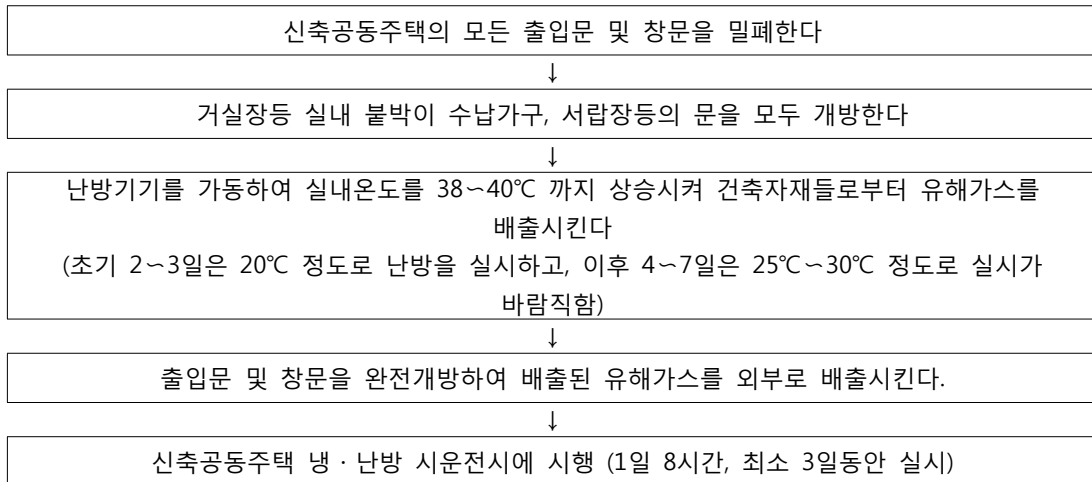 신축공동주택의 모든 출입문 및 창문을 밀폐한다
↓
거실장등 실내 붙박이 수납가구, 서랍장등의 문을 모두 개방한다
↓
난방기기를 가동하여 실내온도를 38∽40℃ 까지 상승시켜 건축자재들로부터 유해가스를
배출시킨다
(초기 2∽3일은 20℃ 정도로 난방을 실시하고, 이후 4∽7일은 25℃∽30℃ 정도로 실시가
바람직함)
↓
출입문 및 창문을 완전개방하여 배출된 유해가스를 외부로 배출시킨다.
↓
신축공동주택 냉ㆍ난방 시운전시에 시행 (1일 8시간, 최소 3일동안 실시)